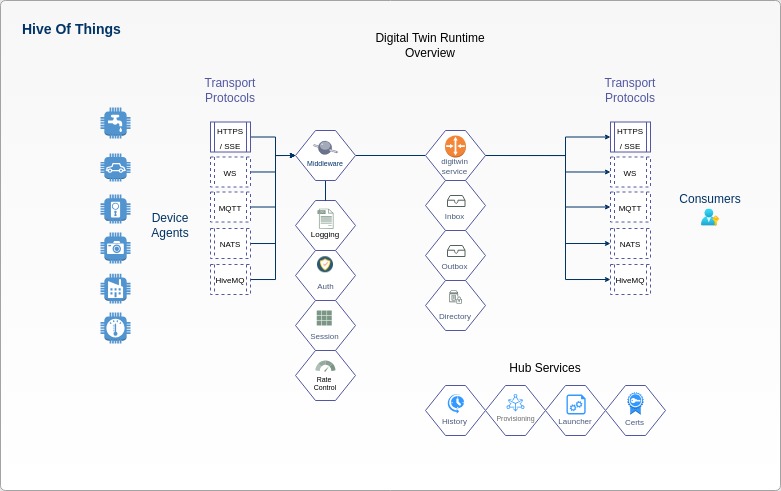 Hive Of Things
Digital Twin Runtime
Overview
Transport
Protocols
Transport
Protocols
HTTPS
/ SSE
WS
MQTT
NATS
HiveMQ
Device
Agents
Middleware
Logging
Auth
Session
Rate
Control
digitwin
service
Inbox
Outbox
Directory
HTTPS
/ SSE
WS
MQTT
NATS
HiveMQ
Consumers
Hub Services
History
Provisioning
Launcher
Certs